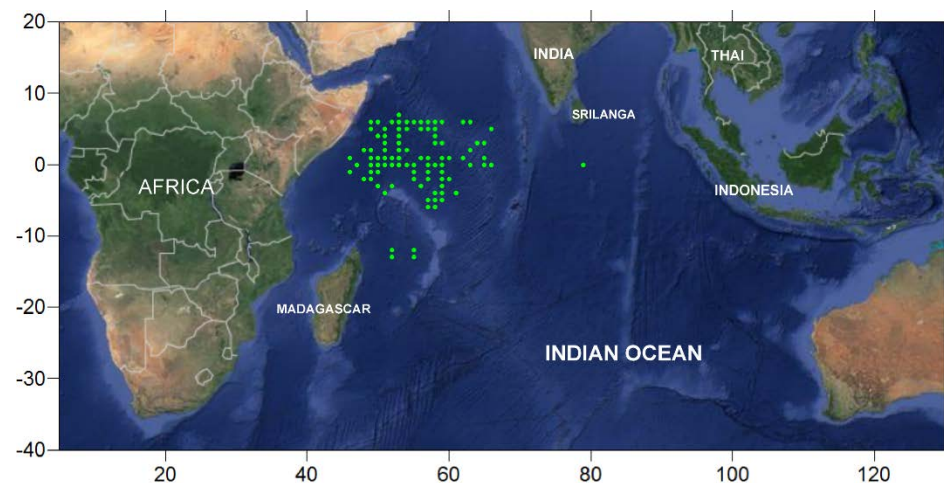 20
10
0
-10
-20
-30
-40
INDIA
THAI
SRILANGA
AFRICA
INDONESIA
MADAGASCAR
INDIAN OCEAN
20
40
60
80
100
120